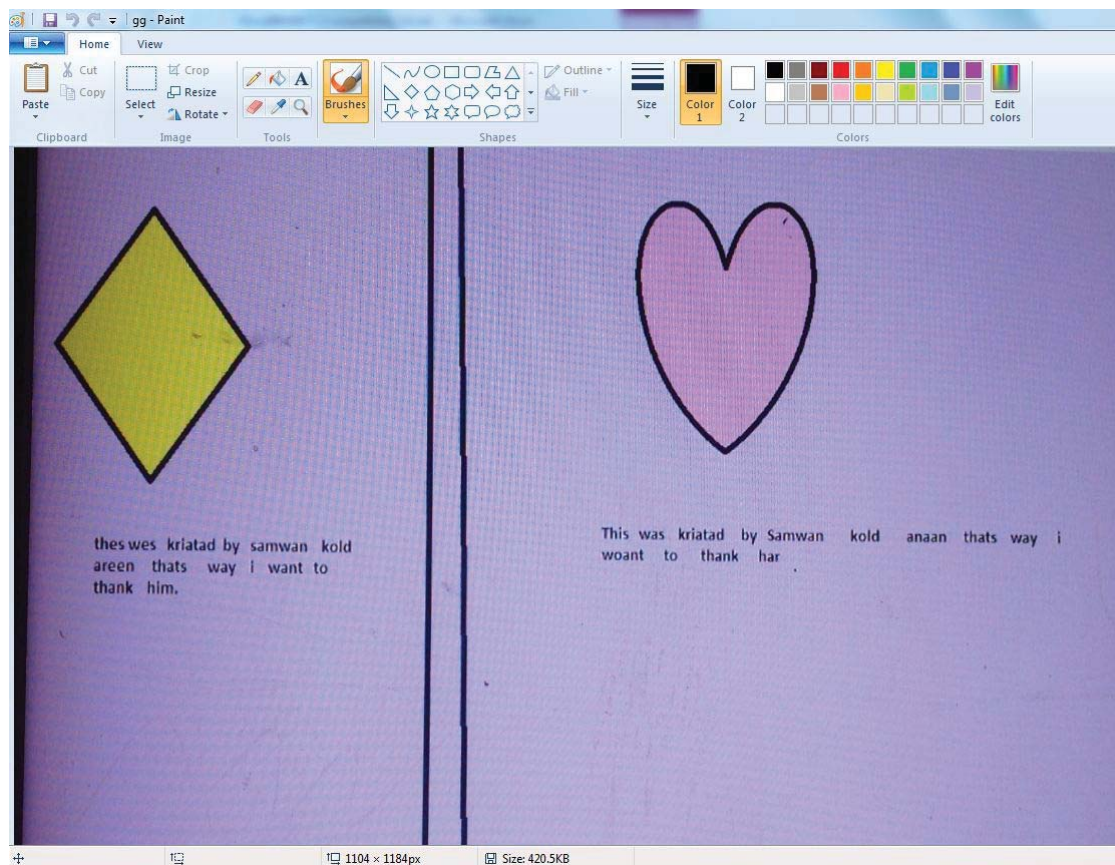 gg - Paint
Home View
Paste
Cut
Copy
Clipboard
Select
Crop
Resize
Rotate
Image
A
Tools
Brushes
Outline
Fill
Shapes
Size
Color 1
Color 2
Edit colors
Colors
thes wes kriatad by samwan kold
areen thats way i want to
thank him.
This was kriatad by Samwan kold anaan thats way i
woant to thank har
1104 × 1184px
Size: 420.5KB